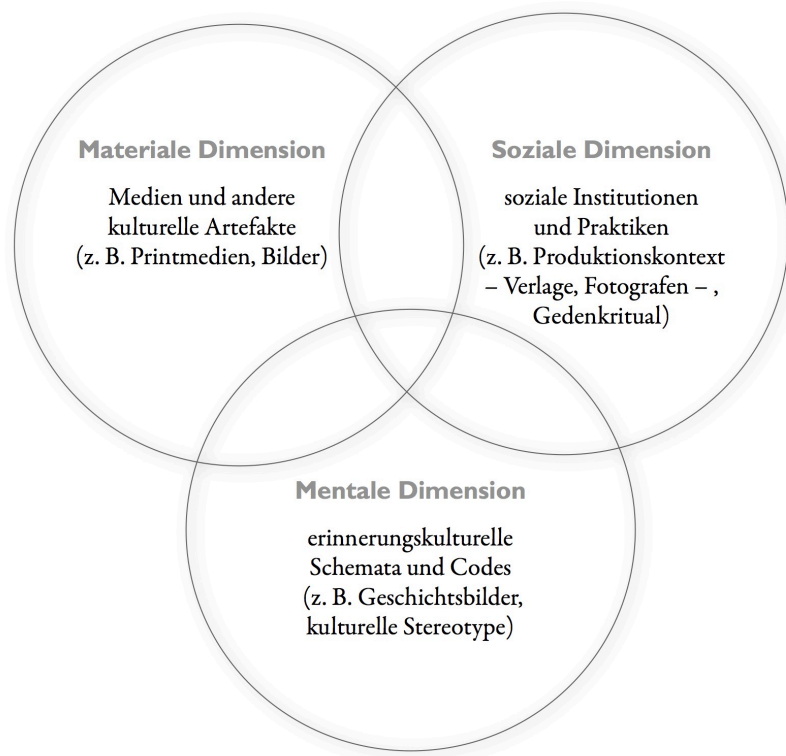 Materiale Dimension
Medien und andere
kulturelle Artefakte
(z. B. Printmedien, Bilder)
Soziale Dimension
soziale Institutionen
und Praktiken
(z. B. Produktionskontext
– Verlage, Fotografen – ,
Gedenkritual)
Mentale Dimension
erinnerungskulturelle
Schemata und Codes
(z. B. Geschichtsbilder,
kulturelle Stereotype)